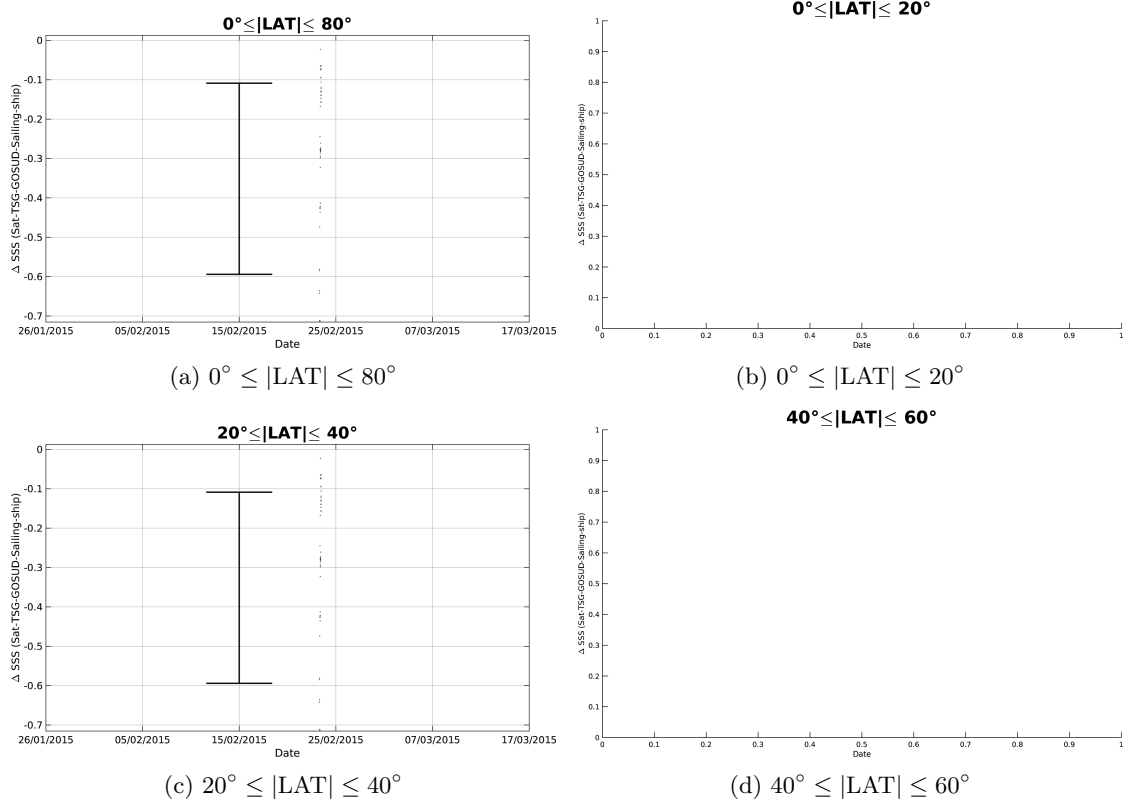 0°≤|LAT|≤ 80°
Δ SSS (Sat-TSG-GOSUD-Sailing-ship)
0
-0.1
-0.2
-0.3
-0.4
-0.5
-0.6
-0.7
26/01/2015 05/02/2015 15/02/2015 25/02/2015 07/03/2015 17/03/2015
Date
(a) 0° ≤ |LAT| ≤ 80°
0°≤|LAT|≤ 20°
Δ SSS (Sat-TSG-GOSUD-Sailing-ship)
1
0.9
0.8
0.7
0.6
0.5
0.4
0.3
0.2
0.1
0
0 0.1 0.2 0.3 0.4 0.5 0.6 0.7 0.8 0.9 1
Date
(b) 0° ≤ |LAT| ≤ 20°
20°≤|LAT|≤ 40°
Δ SSS (Sat-TSG-GOSUD-Sailing-ship)
0
-0.1
-0.2
-0.3
-0.4
-0.5
-0.6
-0.7
26/01/2015 05/02/2015 15/02/2015 25/02/2015 07/03/2015 17/03/2015
Date
(c) 20° ≤ |LAT| ≤ 40°
40°≤|LAT|≤ 60°
Δ SSS (Sat-TSG-GOSUD-Sailing-ship)
1
0.9
0.8
0.7
0.6
0.5
0.4
0.3
0.2
0.1
0
0 0.1 0.2 0.3 0.4 0.5 0.6 0.7 0.8 0.9 1
Date
(d) 40° ≤ |LAT| ≤ 60°